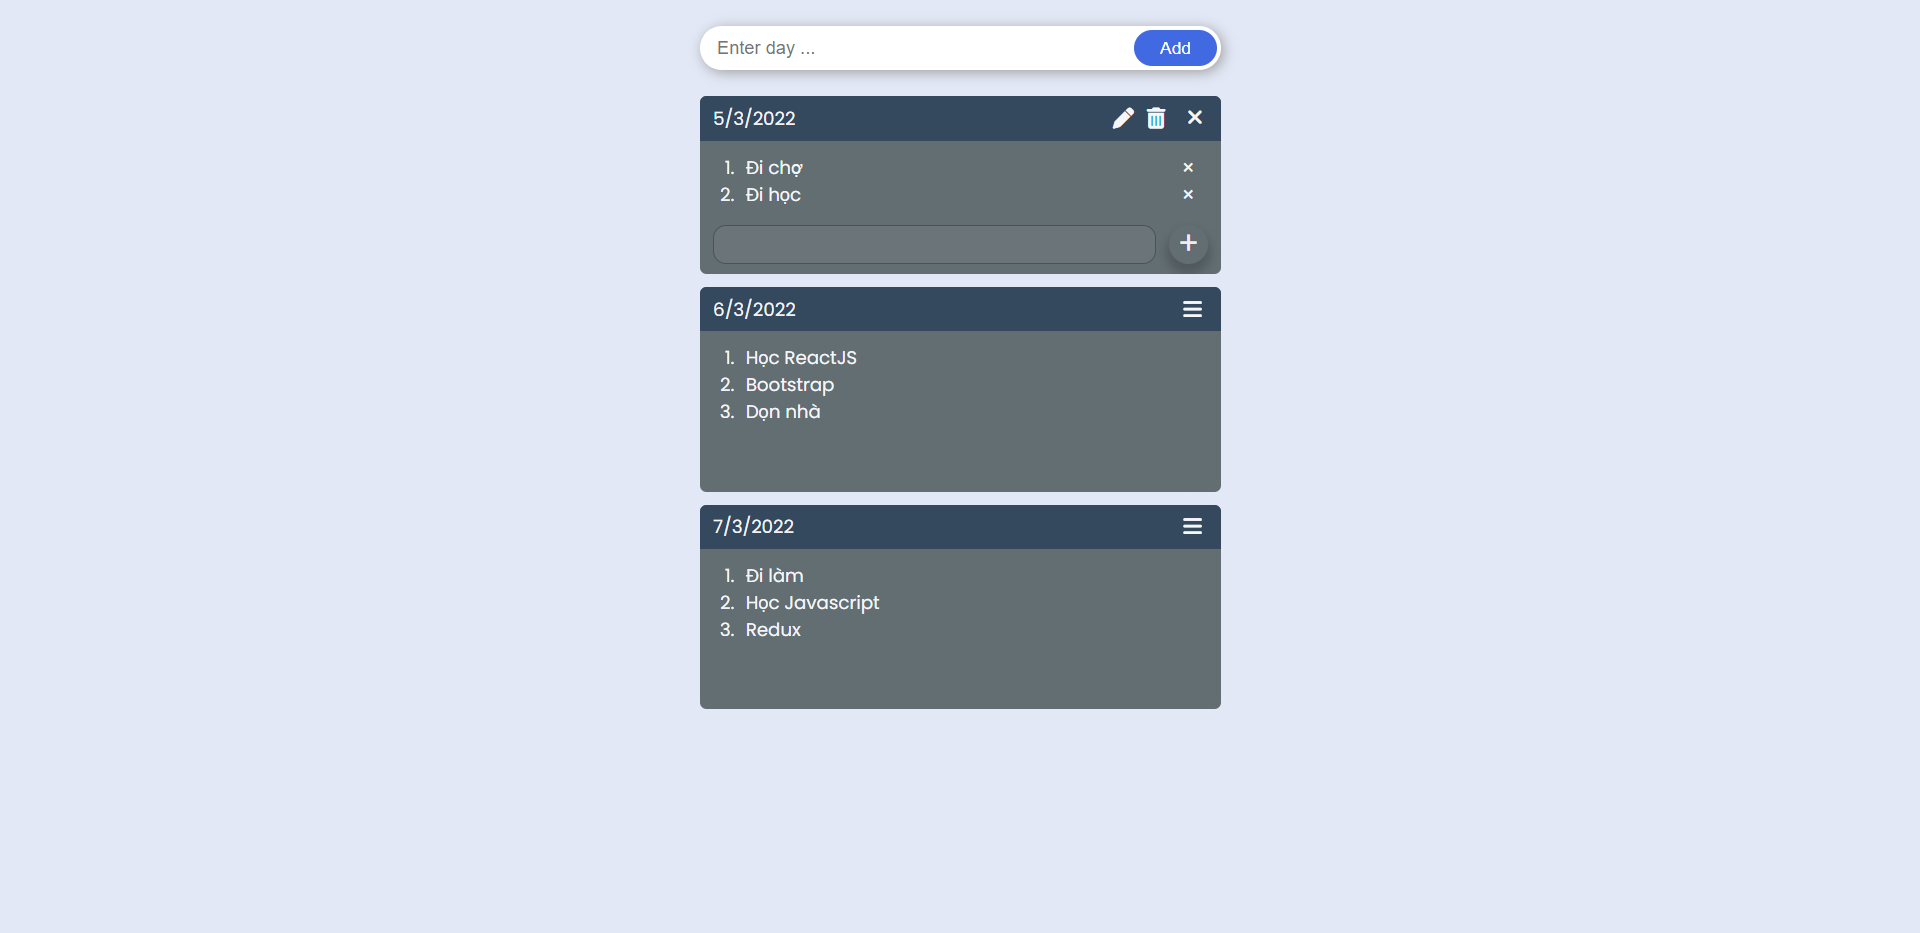 Enter day ...
Add
5/3/2022
1. Đi chợ
2. Đi học
6/3/2022
1. Học ReactJS
2. Bootstrap
3. Dọn nhà
7/3/2022
1. Đi làm
2. Học Javascript
3. Redux